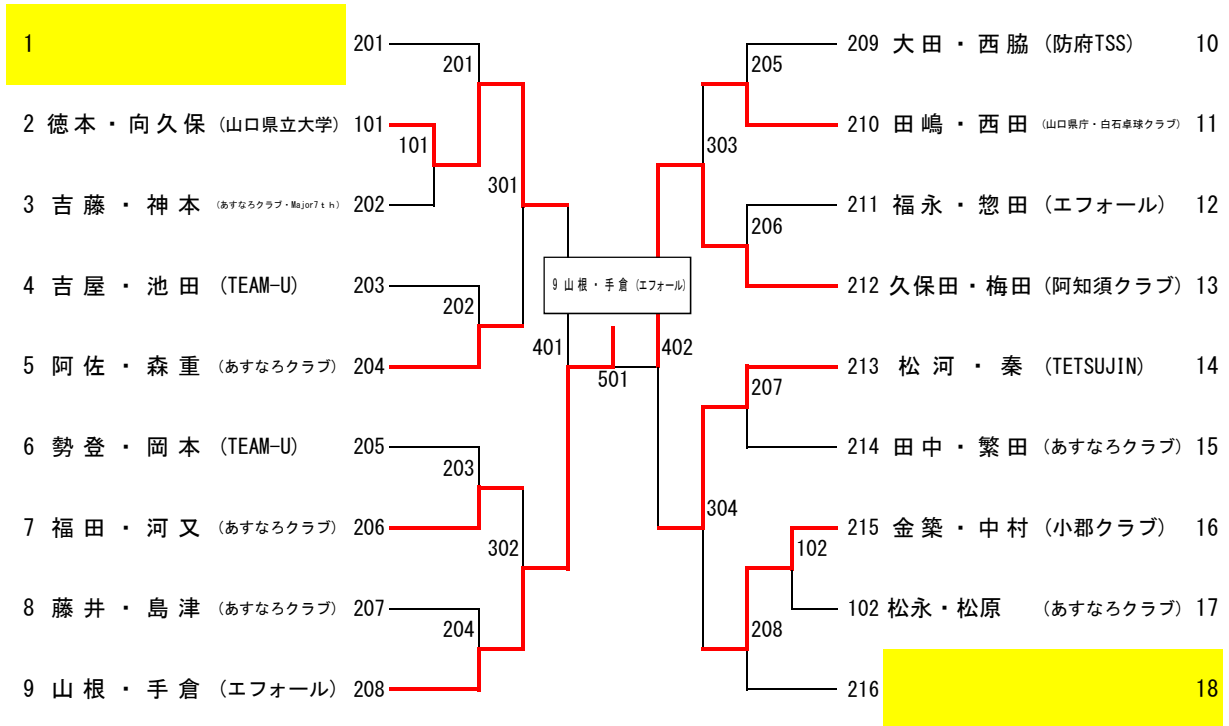 1 201
2 徳本・向久保 (山口県立大学) 101
3 吉藤・神本 (あすなろクラブ・Major7ｔｈ) 202
4 吉屋・池田 (TEAM-U) 203
5 阿佐・森重 (あすなろクラブ) 204
6 勢登・岡本 (TEAM-U) 205
7 福田・河又 (あすなろクラブ) 206
8 藤井・島津 (あすなろクラブ) 207
9 山根・手倉 (エフォール) 208
201
101
301
202
203
302
204
401
9 山根・手倉 (エフォール)
501
402
205
303
206
207
304
102
208
209 大田・西脇 (防府TSS) 10
210 田嶋・西田 (山口県庁・白石卓球クラブ) 11
211 福永・惣田 (エフォール) 12
212 久保田・梅田 (阿知須クラブ) 13
213 松河・秦 (TETSUJIN) 14
214 田中・繁田 (あすなろクラブ) 15
215 金築・中村 (小郡クラブ) 16
102 松永・松原 (あすなろクラブ) 17
216 18